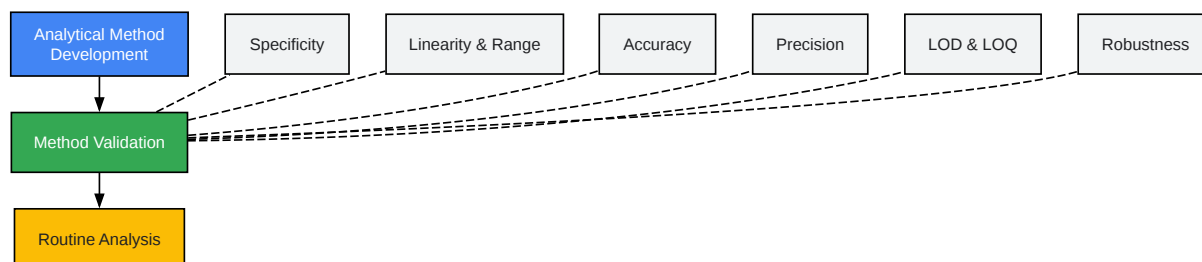 Analytical Method
Development
Specificity
Linearity & Range
Accuracy
Precision
LOD & LOQ
Robustness
Method Validation
Routine Analysis